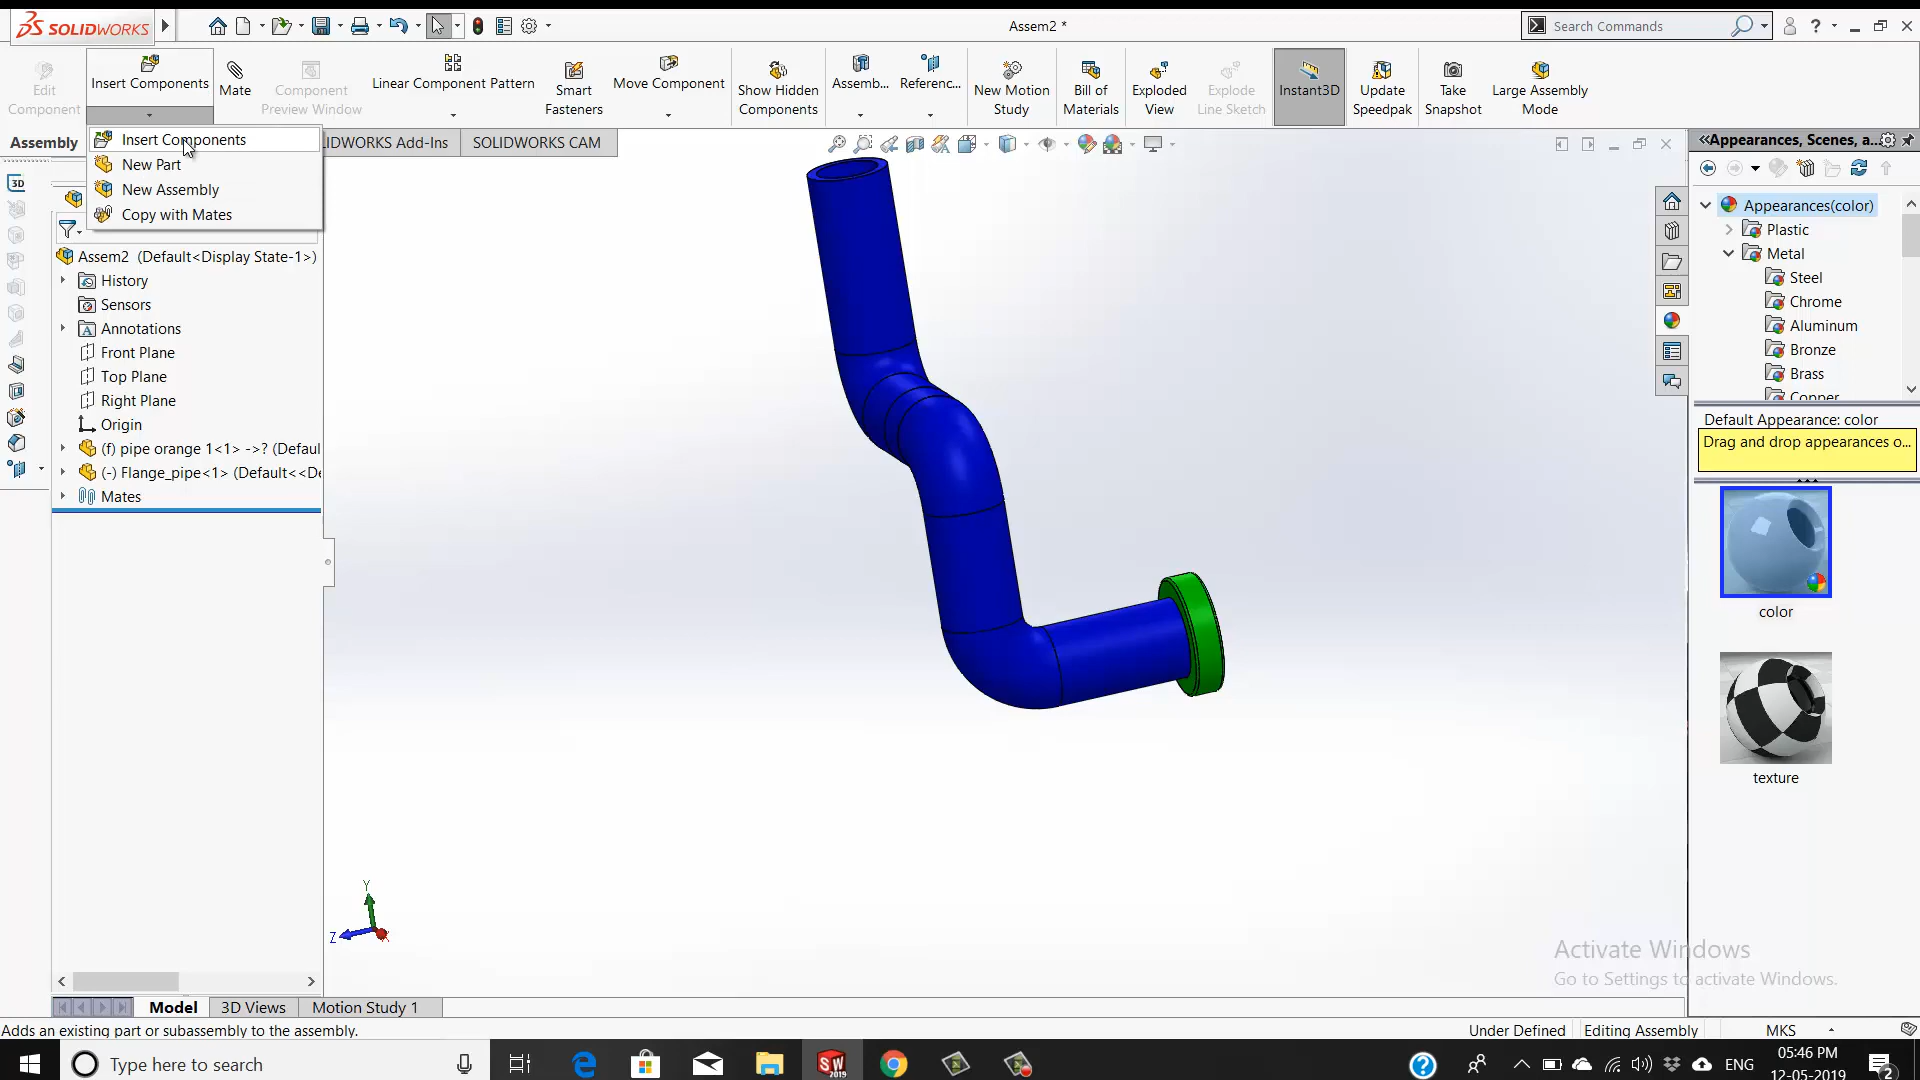 SOLIDWORKS
Assem2 *
Search Commands
Edit
Component
Insert Components
Mate
Component
Preview Window
Linear Component Pattern
Smart
Fasteners
Move Component
Show Hidden
Components
Assemb...
Referenc...
New Motion
Study
Bill of
Materials
Exploded
View
Explode
Line Sketch
Instant3D
Update
Speedpak
Take
Snapshot
Large Assembly
Mode
Assembly
LIDWORKS Add-Ins
SOLIDWORKS CAM
Insert Components
New Part
New Assembly
Copy with Mates
Assem2 (Default<Display State-1>)
History
Sensors
Annotations
Front Plane
Top Plane
Right Plane
Origin
(f) pipe orange 1<1> ->? (Defaul
(-) Flange_pipe<1> (Default<<De
Mates
«Appearances, Scenes, a...
Appearances(color)
Plastic
Metal
Steel
Chrome
Aluminum
Bronze
Brass
Copper
Default Appearance: color
Drag and drop appearances o...
color
texture
Y
Z
Activate Windows
Go to Settings to activate Windows.
Model
3D Views
Motion Study 1
Adds an existing part or subassembly to the assembly.
Under Defined
Editing Assembly
MKS
Type here to search
SW
2019
ENG
05:46 PM
12-05-2019
2